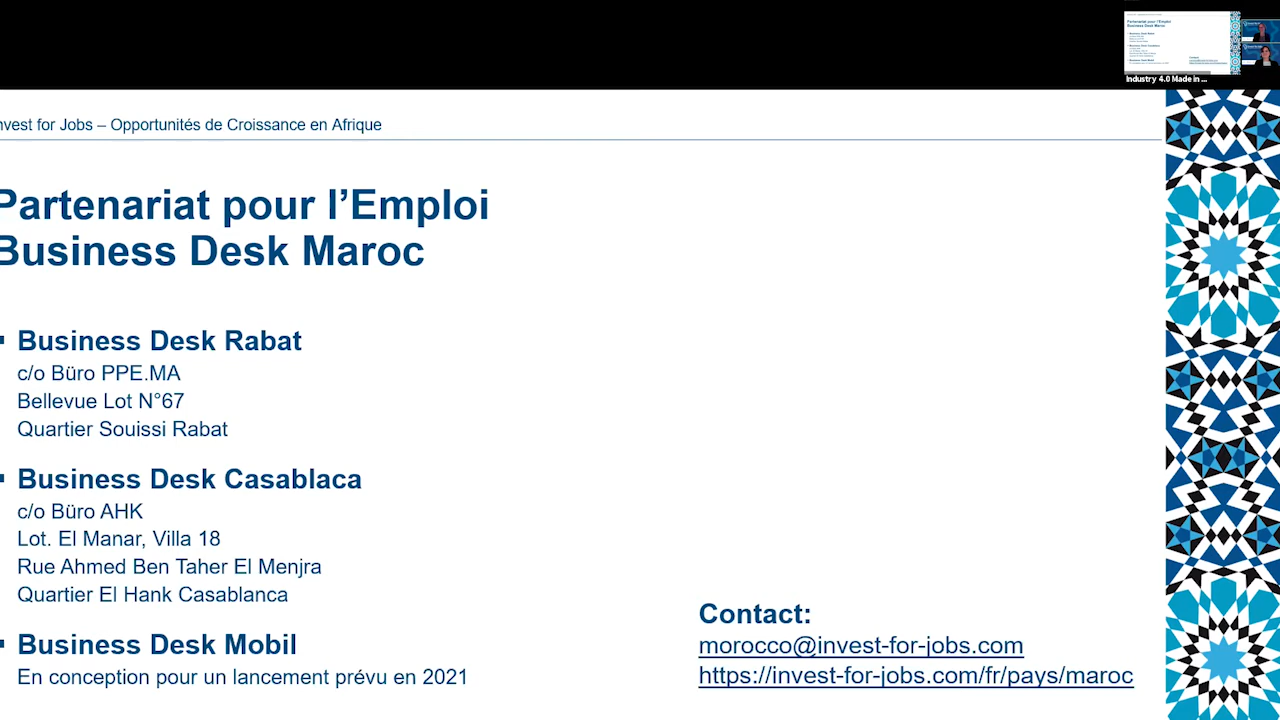 Industry 4.0 Made in ...
nvest for Jobs – Opportunités de Croissance en Afrique
Partenariat pour l'Emploi
Business Desk Maroc
Business Desk Rabat
c/o Büro PPE.MA
Bellevue Lot N°67
Quartier Souissi Rabat
Business Desk Casablaca
c/o Büro AHK
Lot. El Manar, Villa 18
Rue Ahmed Ben Taher El Menjra
Quartier El Hank Casablanca
Business Desk Mobil
En conception pour un lancement prévu en 2021
Contact:
morocco@invest-for-jobs.com
https://invest-for-jobs.com/fr/pays/maroc